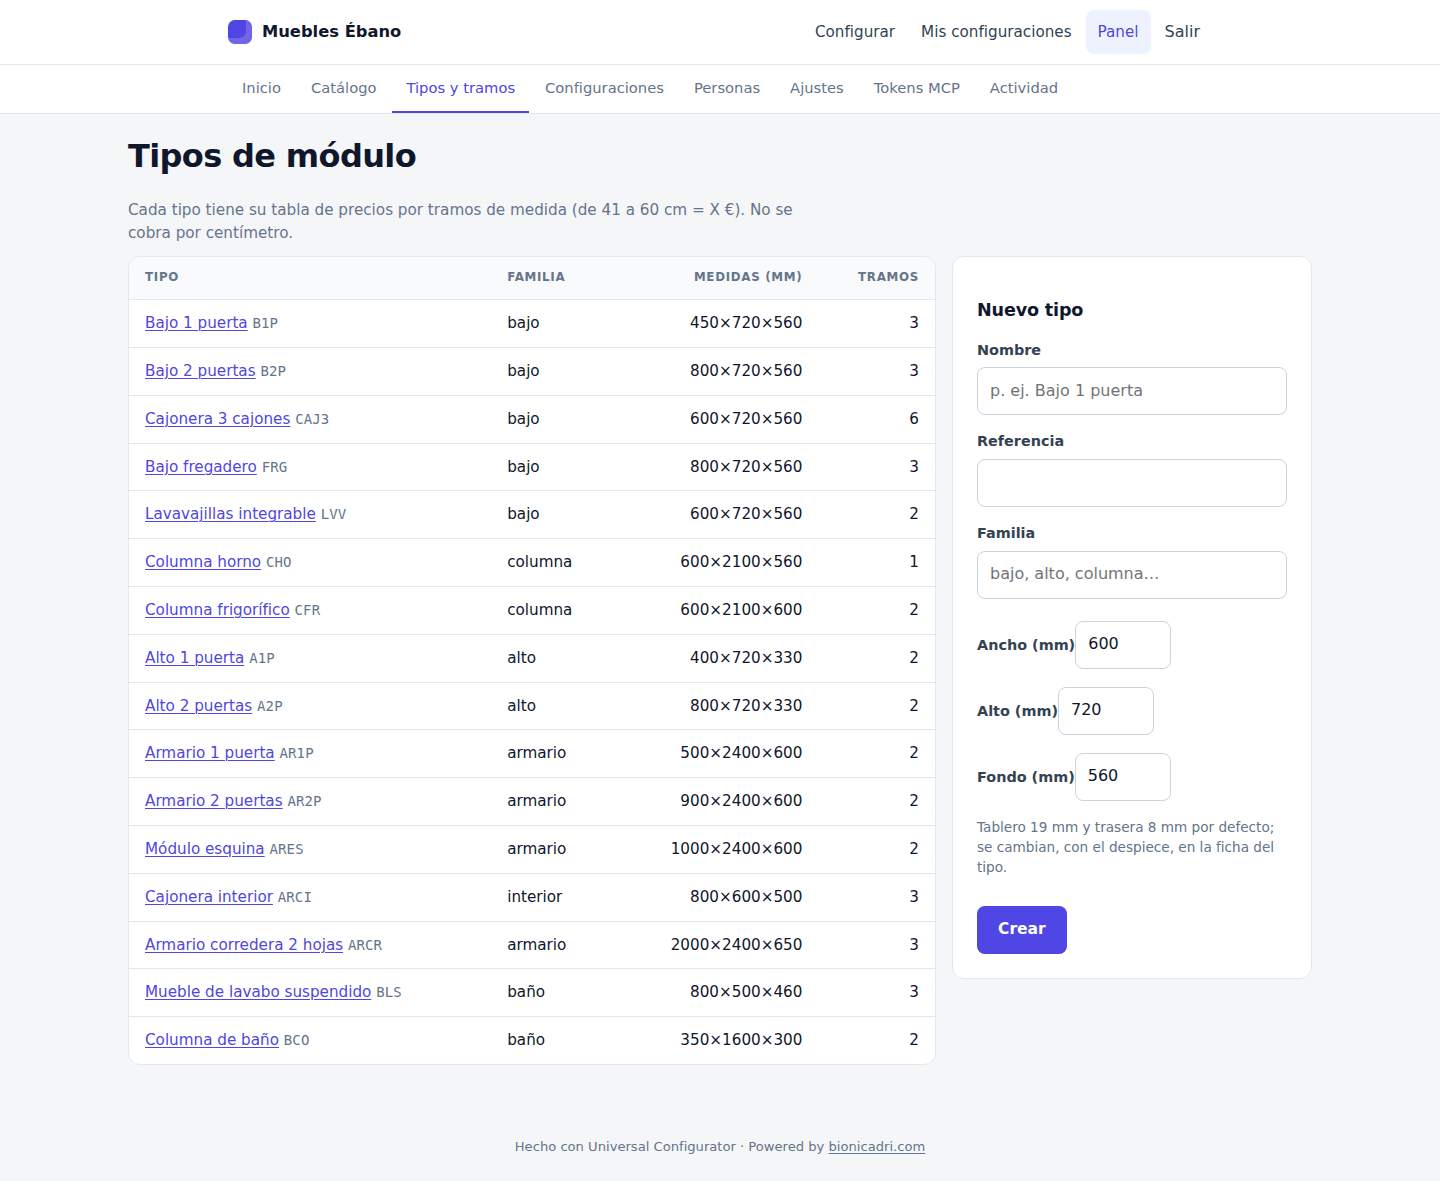 Muebles Ébano
Configurar Mis configuraciones Panel Salir
Inicio Catálogo Tipos y tramos Configuraciones Personas Ajustes Tokens MCP Actividad
Tipos de módulo
Cada tipo tiene su tabla de precios por tramos de medida (de 41 a 60 cm = X €). No se
cobra por centímetro.
TIPO FAMILIA MEDIDAS (MM) TRAMOS
Bajo 1 puerta B1P bajo 450×720×560 3
Bajo 2 puertas B2P bajo 800×720×560 3
Cajonera 3 cajones CAJ3 bajo 600×720×560 6
Bajo fregadero FRG bajo 800×720×560 3
Lavavajillas integrable LVV bajo 600×720×560 2
Columna horno CHO columna 600×2100×560 1
Columna frigorífico CFR columna 600×2100×600 2
Alto 1 puerta A1P alto 400×720×330 2
Alto 2 puertas A2P alto 800×720×330 2
Armario 1 puerta AR1P armario 500×2400×600 2
Armario 2 puertas AR2P armario 900×2400×600 2
Módulo esquina ARES armario 1000×2400×600 2
Cajonera interior ARCI interior 800×600×500 3
Armario corredera 2 hojas ARCR armario 2000×2400×650 3
Mueble de lavabo suspendido BLS baño 800×500×460 3
Columna de baño BCO baño 350×1600×300 2
Nuevo tipo
Nombre
p. ej. Bajo 1 puerta
Referencia
Familia
bajo, alto, columna…
Ancho (mm) 600
Alto (mm) 720
Fondo (mm) 560
Tablero 19 mm y trasera 8 mm por defecto;
se cambian, con el despiece, en la ficha del
tipo.
Crear
Hecho con Universal Configurator · Powered by bionicadri.com